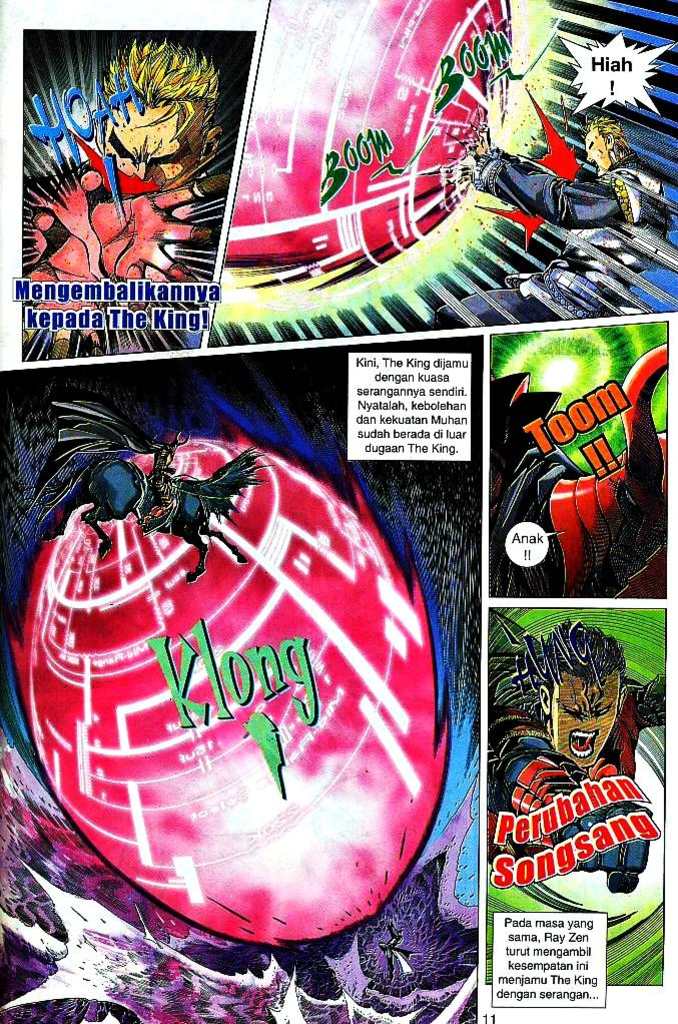 HOAH
Mengembalikannya
kepada The King!
BOOM
BOOM
Hiah
!
Kini, The King dijamu
dengan kuasa
serangannya sendiri.
Nyatalah, kebolehan
dan kekuatan Muhan
sudah berada di luar
dugaan The King.
Klong
!
Toom
!!
Anak
!!
Perubahan
Songsang
Pada masa yang
sama, Ray Zen
turut mengambil
kesempatan ini
menjamu The King
dengan serangan...
11